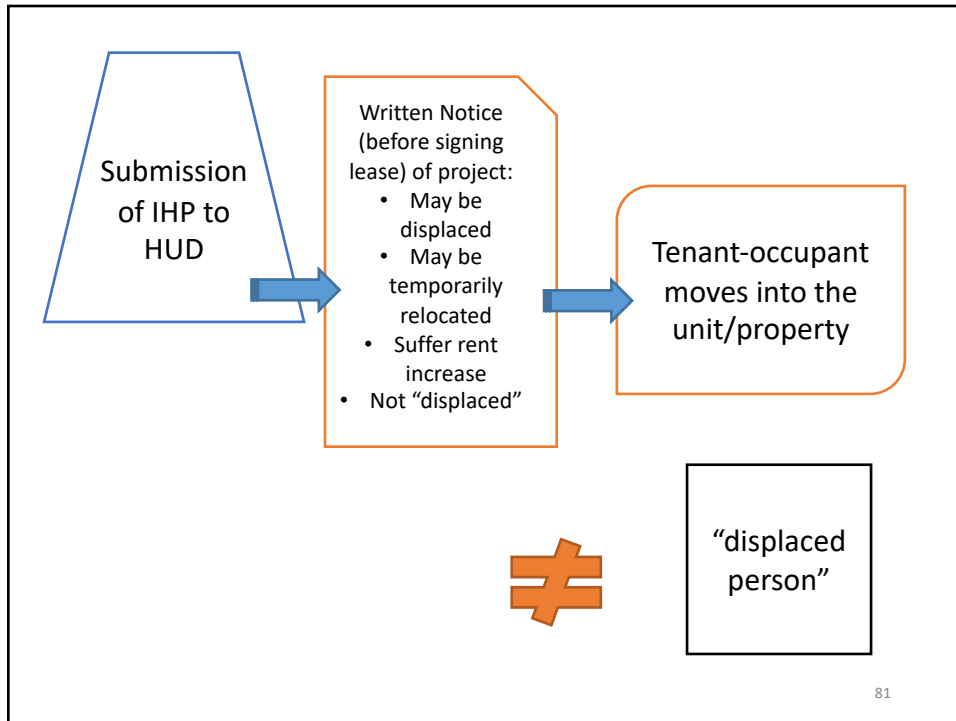 Submission
of IHP to
HUD
Written Notice
(before signing
lease) of project:
• May be
displaced
• May be
temporarily
relocated
• Suffer rent
increase
• Not “displaced”
Tenant-occupant
moves into the
unit/property
“displaced
person”
81